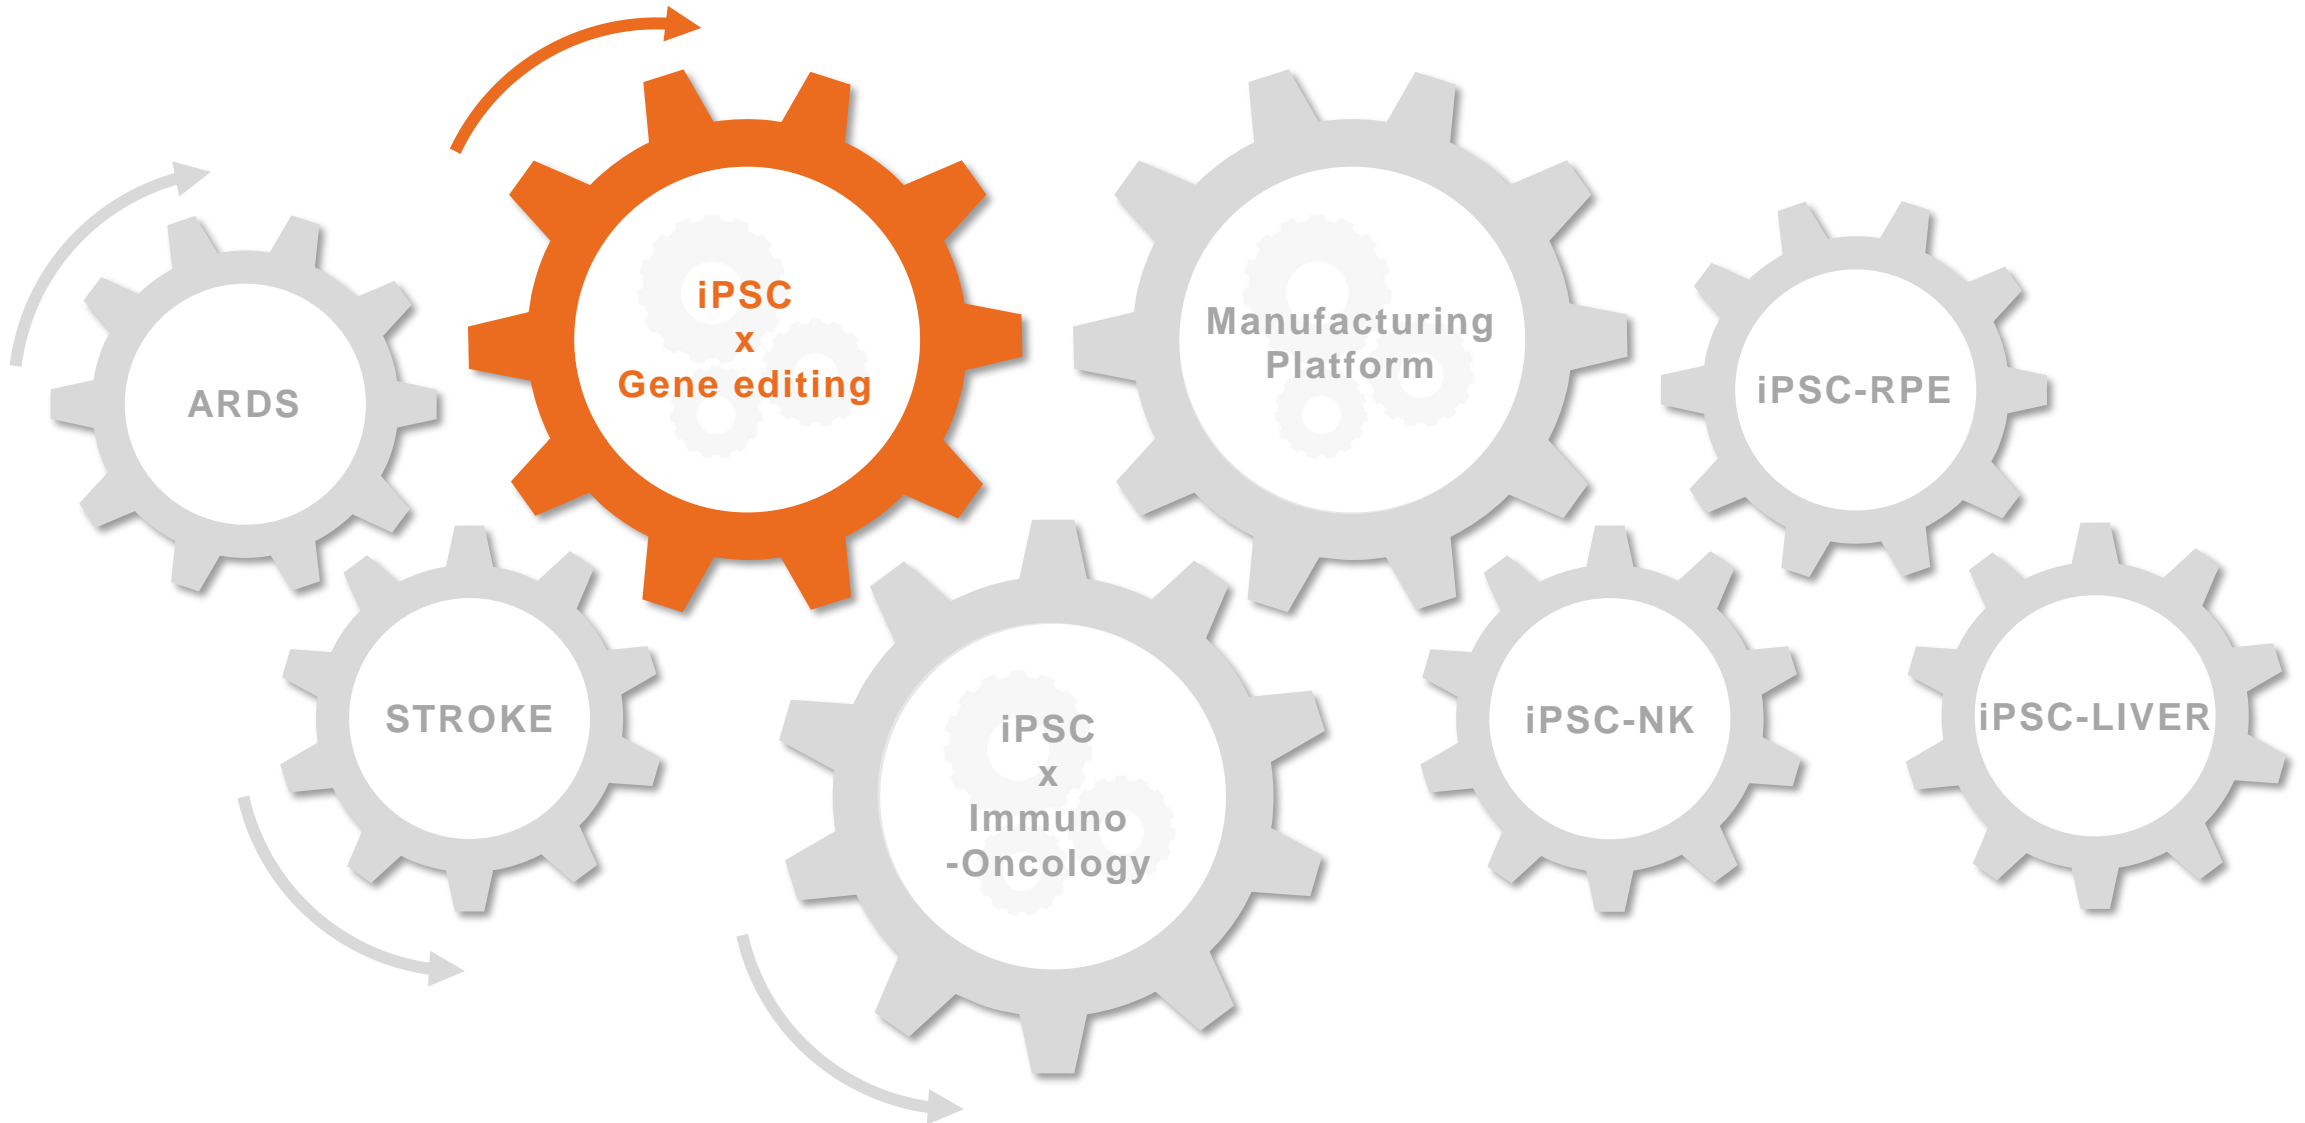 iPSC
x
Gene editing
Manufacturing
Platform
ARDS
iPSC-RPE
STROKE
iPSC
x
Immuno
-Oncology
iPSC-NK
iPSC-LIVER